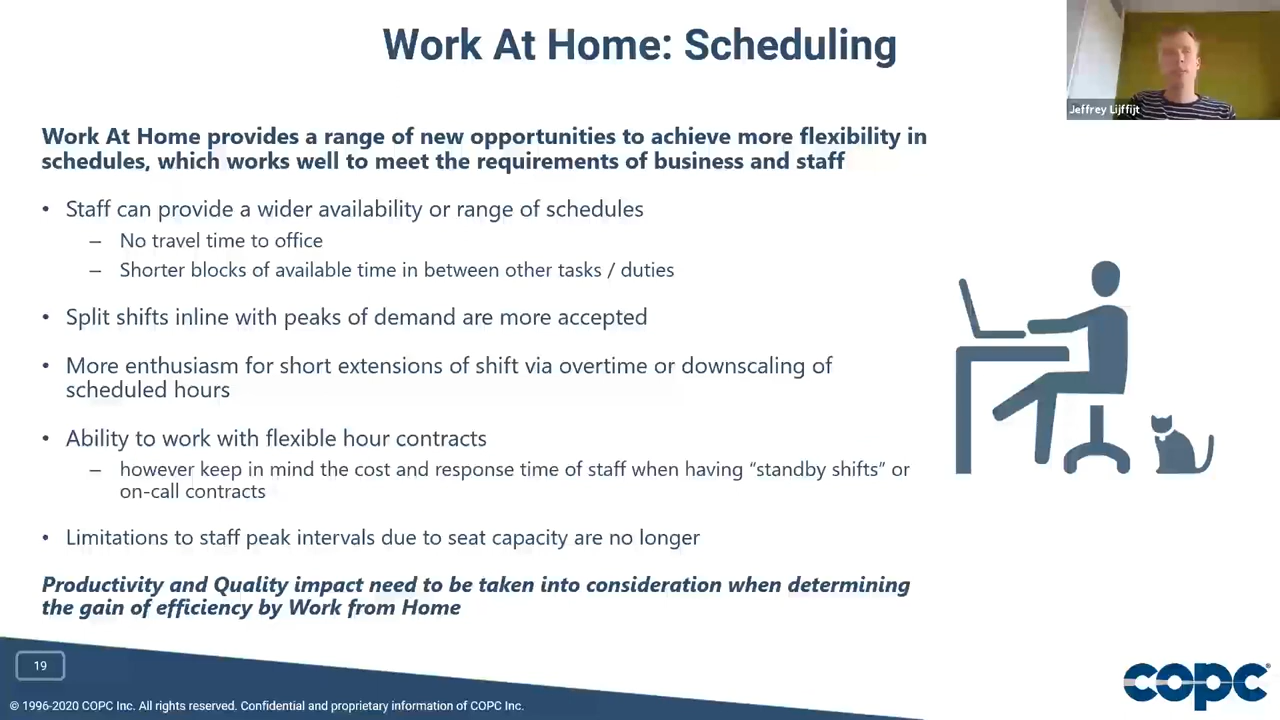 Work At Home: Scheduling
Jeffrey Lijffijt
Work At Home provides a range of new opportunities to achieve more flexibility in
schedules, which works well to meet the requirements of business and staff
• Staff can provide a wider availability or range of schedules
– No travel time to office
– Shorter blocks of available time in between other tasks / duties
• Split shifts inline with peaks of demand are more accepted
• More enthusiasm for short extensions of shift via overtime or downscaling of
scheduled hours
• Ability to work with flexible hour contracts
– however keep in mind the cost and response time of staff when having “standby shifts” or
on-call contracts
• Limitations to staff peak intervals due to seat capacity are no longer
Productivity and Quality impact need to be taken into consideration when determining
the gain of efficiency by Work from Home
19
© 1996-2020 COPC Inc. All rights reserved. Confidential and proprietary information of COPC Inc.
copc®